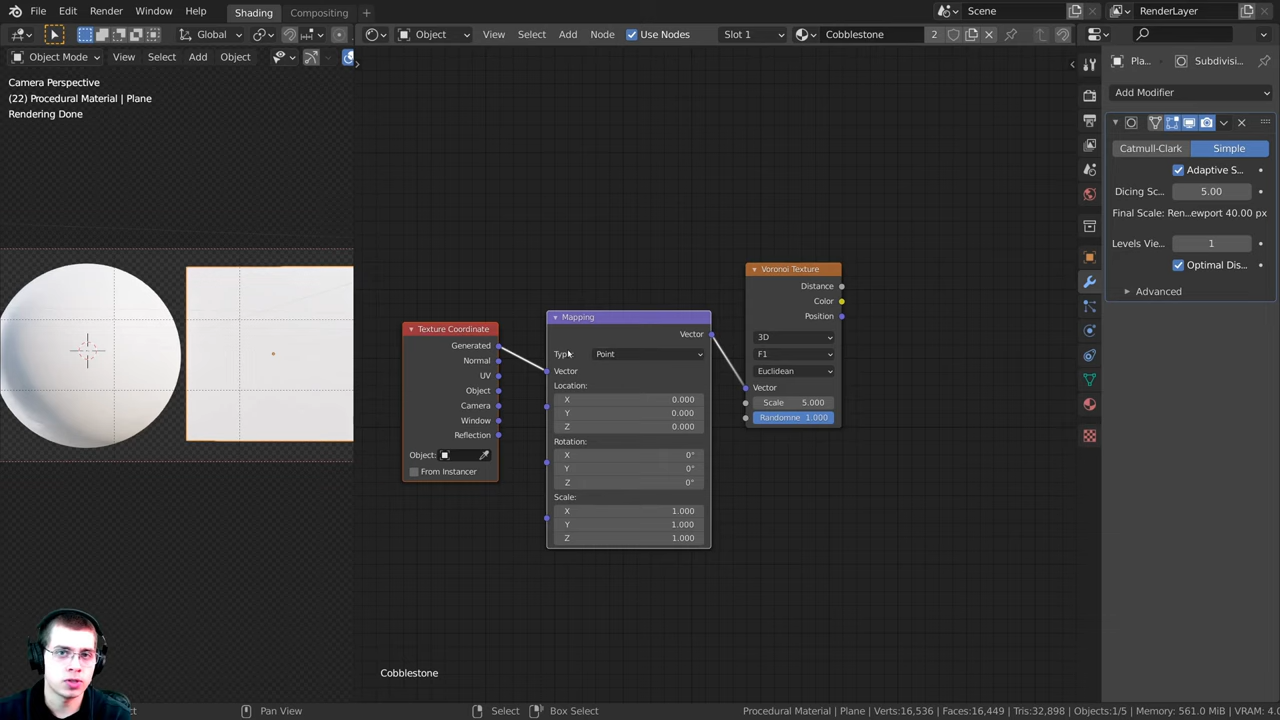 File Edit Render Window Help Shading Compositing Scene RenderLayer
Global Object View Select Add Node Use Nodes Slot 1 Cobblestone 2
Object Mode View Select Add Object Pla... Subdivisi...
Camera Perspective
(22) Procedural Material | Plane
Rendering Done
Add Modifier
Catmull-Clark Simple
Adaptive S...
Dicing Sc... 5.00
Final Scale: Ren...ewport 40.00 px
Levels Vie... 1
Optimal Dis...
Advanced
Texture Coordinate
Generated
Normal
UV
Object
Camera
Window
Reflection
Object:
From Instancer
Mapping
Vector
Type: Point
Vector
Location:
X 0.000
Y 0.000
Z 0.000
Rotation:
X 0°
Y 0°
Z 0°
Scale:
X 1.000
Y 1.000
Z 1.000
Voronoi Texture
Distance
Color
Position
3D
F1
Euclidean
Vector
Scale 5.000
Randomne 1.000
Cobblestone
Pan View Select Box Select Procedural Material | Plane | Verts:16,536 | Faces:16,449 | Tris:32,898 | Objects:1/5 | Memory: 561.0 MiB | VRAM: 4.